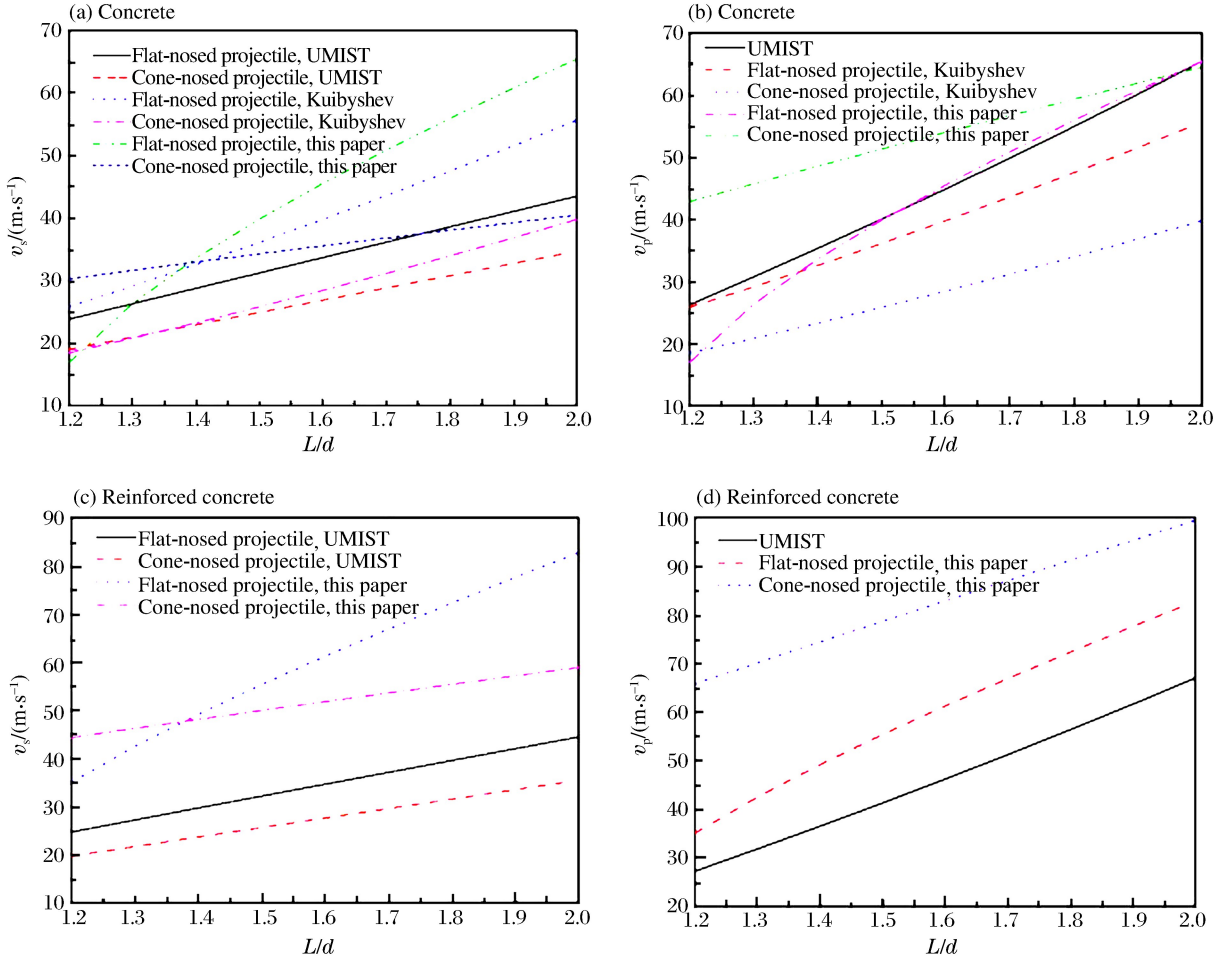 (a) Concrete
70
60
50
40
30
20
10
v_s/(m·s⁻¹)
Flat-nosed projectile, UMIST
Cone-nosed projectile, UMIST
Flat-nosed projectile, Kuibyshev
Cone-nosed projectile, Kuibyshev
Flat-nosed projectile, this paper
Cone-nosed projectile, this paper
1.2 1.3 1.4 1.5 1.6 1.7 1.8 1.9 2.0
L/d
(b) Concrete
70
60
50
40
30
20
10
v_p/(m·s⁻¹)
UMIST
Flat-nosed projectile, Kuibyshev
Cone-nosed projectile, Kuibyshev
Flat-nosed projectile, this paper
Cone-nosed projectile, this paper
1.2 1.3 1.4 1.5 1.6 1.7 1.8 1.9 2.0
L/d
(c) Reinforced concrete
90
80
70
60
50
40
30
20
10
v_s/(m·s⁻¹)
Flat-nosed projectile, UMIST
Cone-nosed projectile, UMIST
Flat-nosed projectile, this paper
Cone-nosed projectile, this paper
1.2 1.3 1.4 1.5 1.6 1.7 1.8 1.9 2.0
L/d
(d) Reinforced concrete
100
90
80
70
60
50
40
30
20
v_p/(m·s⁻¹)
UMIST
Flat-nosed projectile, this paper
Cone-nosed projectile, this paper
1.2 1.3 1.4 1.5 1.6 1.7 1.8 1.9 2.0
L/d